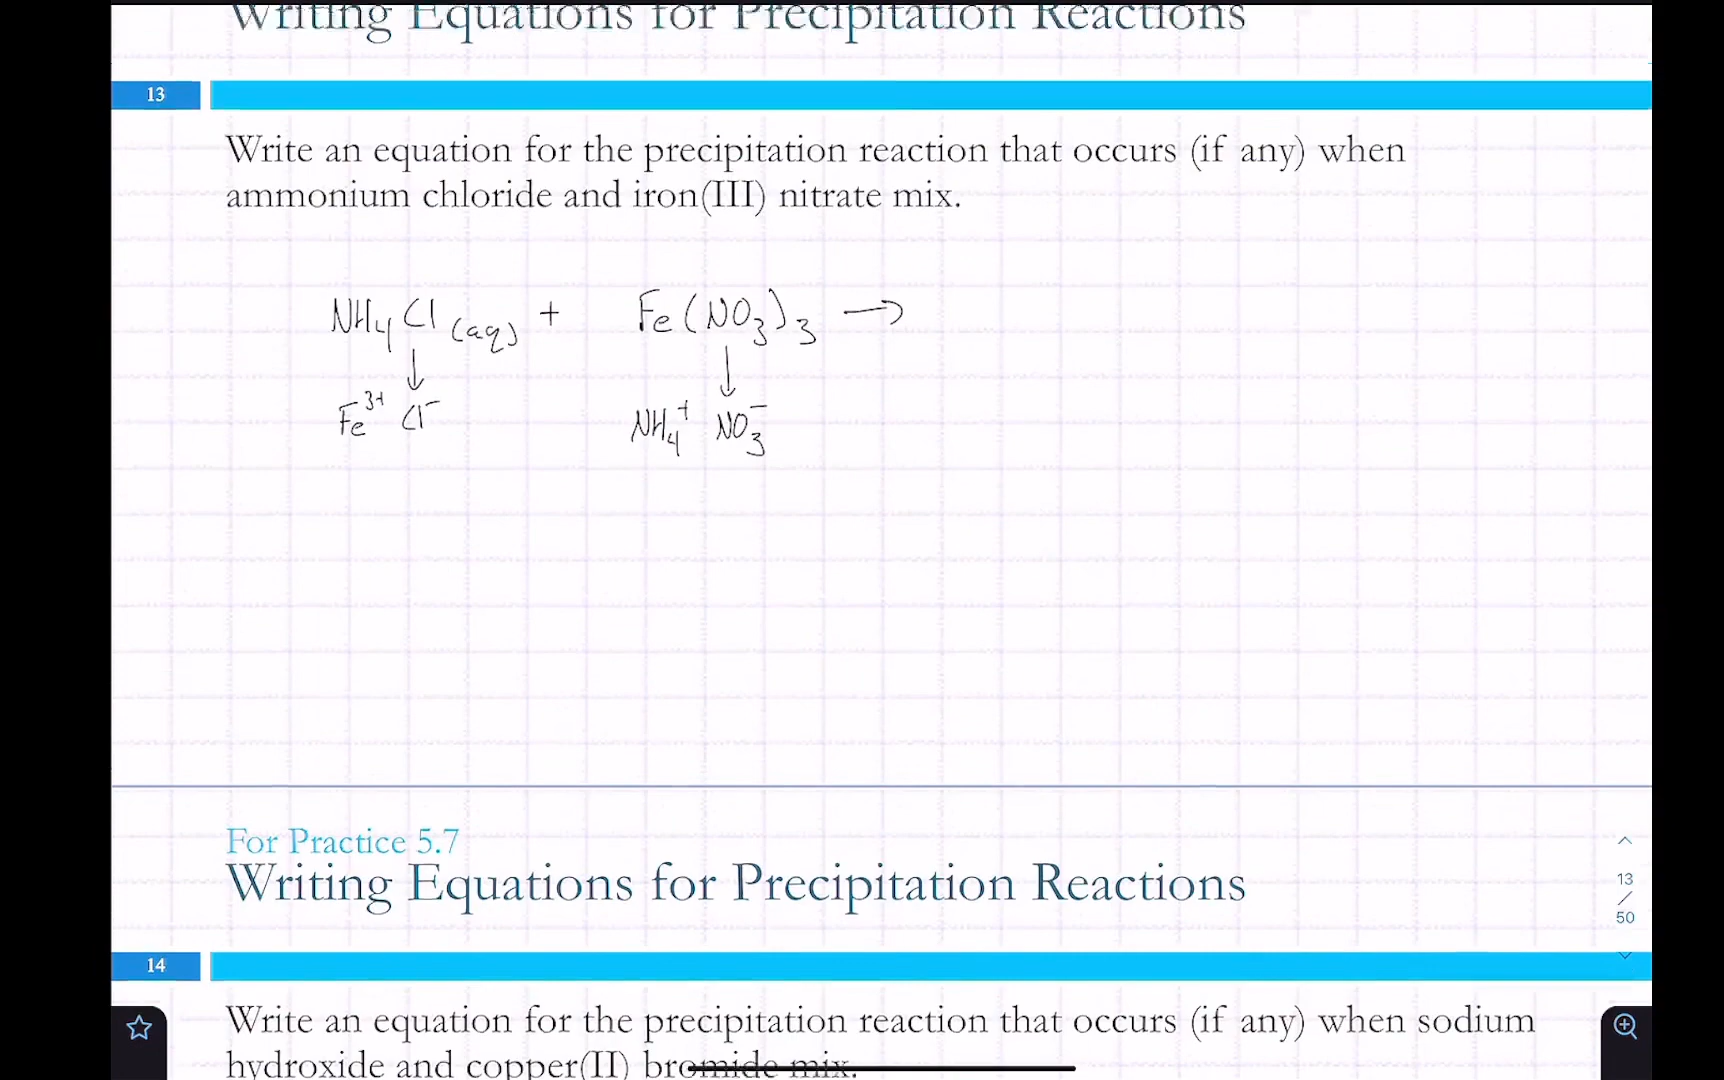 Writing Equations for Precipitation Reactions
13
Write an equation for the precipitation reaction that occurs (if any) when
ammonium chloride and iron(III) nitrate mix.
NH₄Cl (aq) + Fe(NO₃)₃ →
↓ ↓
Fe³⁺ Cl⁻ NH₄⁺ NO₃⁻
For Practice 5.7
Writing Equations for Precipitation Reactions
13
/
50
14
Write an equation for the precipitation reaction that occurs (if any) when sodium
hydroxide and copper(II) bromide mix.